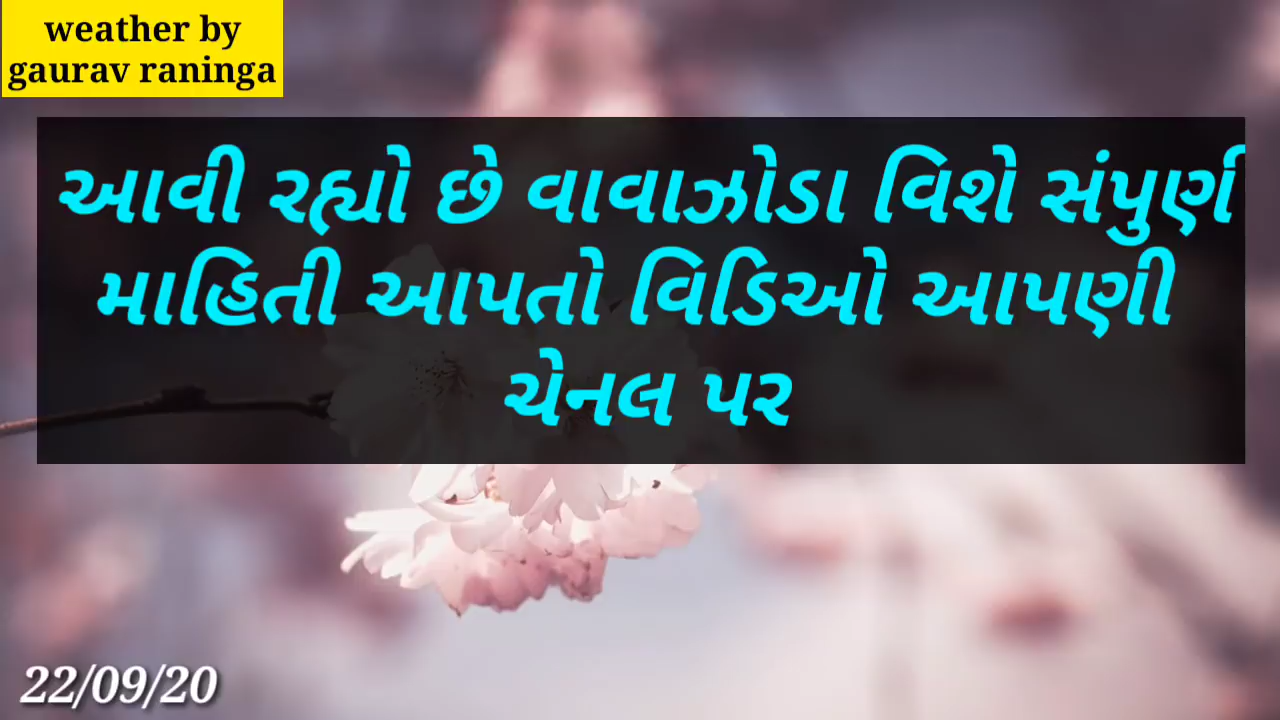 weather by
gaurav raninga
આવી રહ્યો છે વાવાઝોડા વિશે સંપુર્ણ
માહિતી આપતો વિડિઓ આપણી
ચેનલ પર
22/09/20